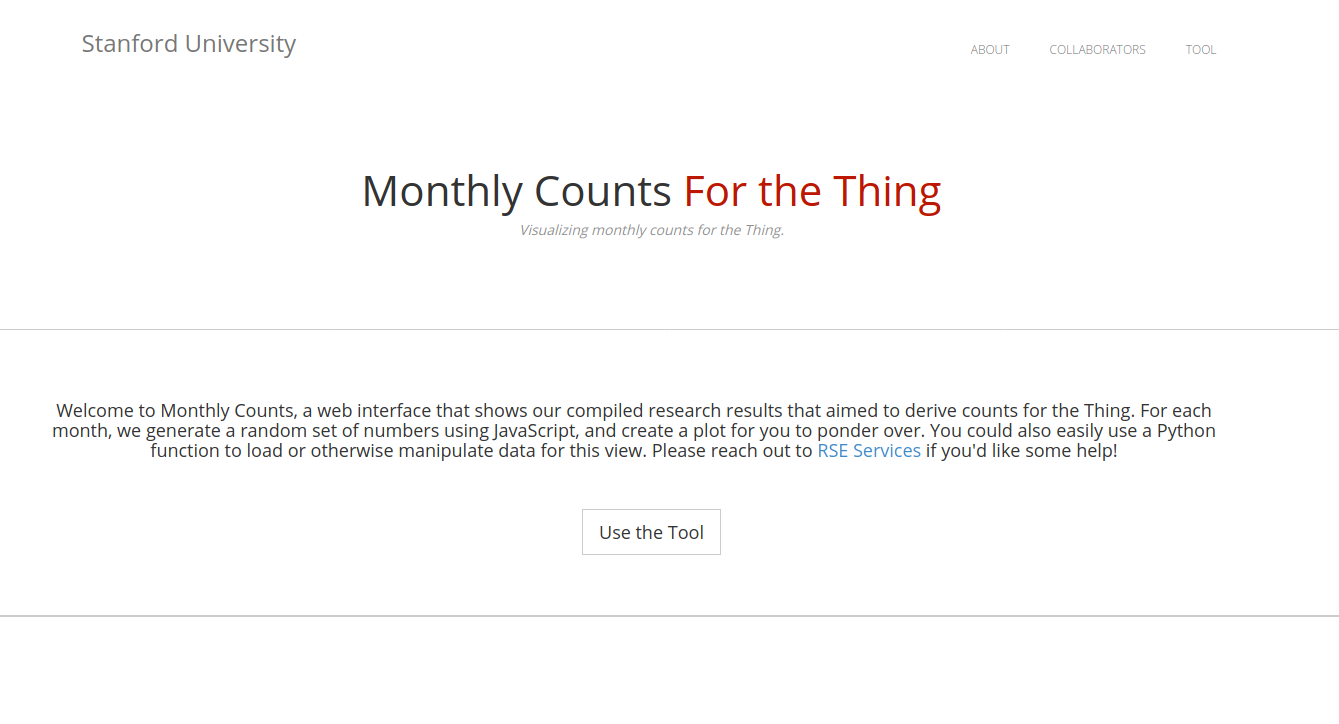 Stanford University
ABOUT COLLABORATORS TOOL
Monthly Counts For the Thing
Visualizing monthly counts for the Thing.
Welcome to Monthly Counts, a web interface that shows our compiled research results that aimed to derive counts for the Thing. For each
month, we generate a random set of numbers using JavaScript, and create a plot for you to ponder over. You could also easily use a Python
function to load or otherwise manipulate data for this view. Please reach out to RSE Services if you'd like some help!
Use the Tool